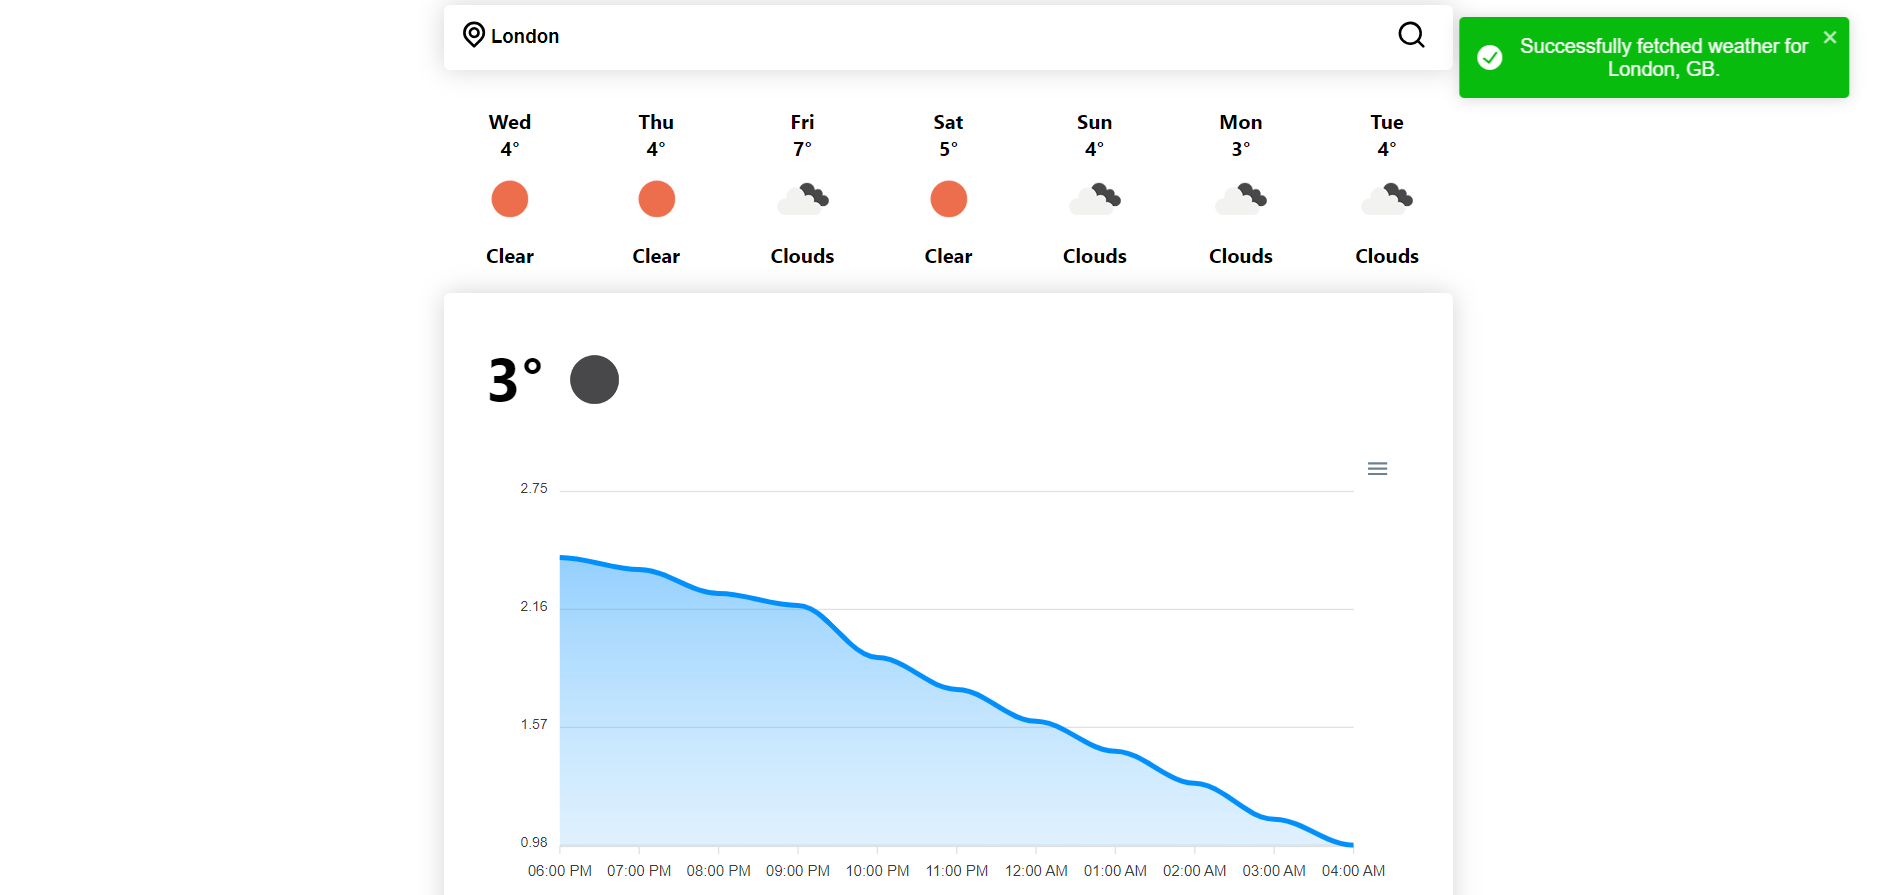 London
Successfully fetched weather for
London, GB.
Wed Thu Fri Sat Sun Mon Tue
4° 4° 7° 5° 4° 3° 4°
Clear Clear Clouds Clear Clouds Clouds Clouds
3°
2.75
2.16
1.57
0.98
06:00 PM 07:00 PM 08:00 PM 09:00 PM 10:00 PM 11:00 PM 12:00 AM 01:00 AM 02:00 AM 03:00 AM 04:00 AM